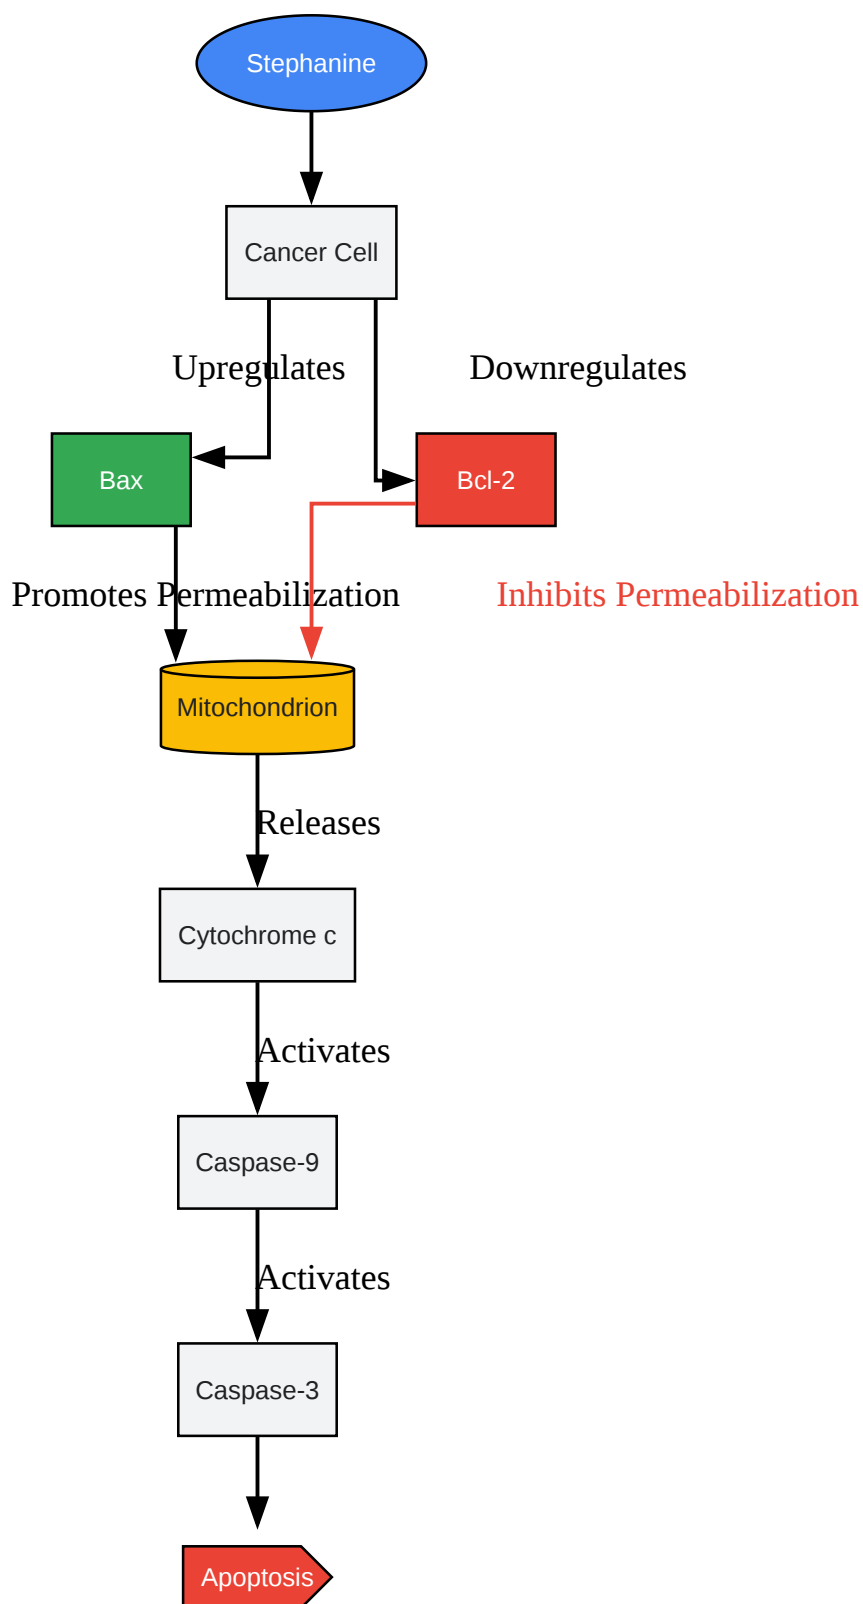 Stephanine
Cancer Cell
Upregulates
Downregulates
Bax
Bcl-2
Promotes Permeabilization
Inhibits Permeabilization
Mitochondrion
Releases
Cytochrome c
Activates
Caspase-9
Activates
Caspase-3
Apoptosis